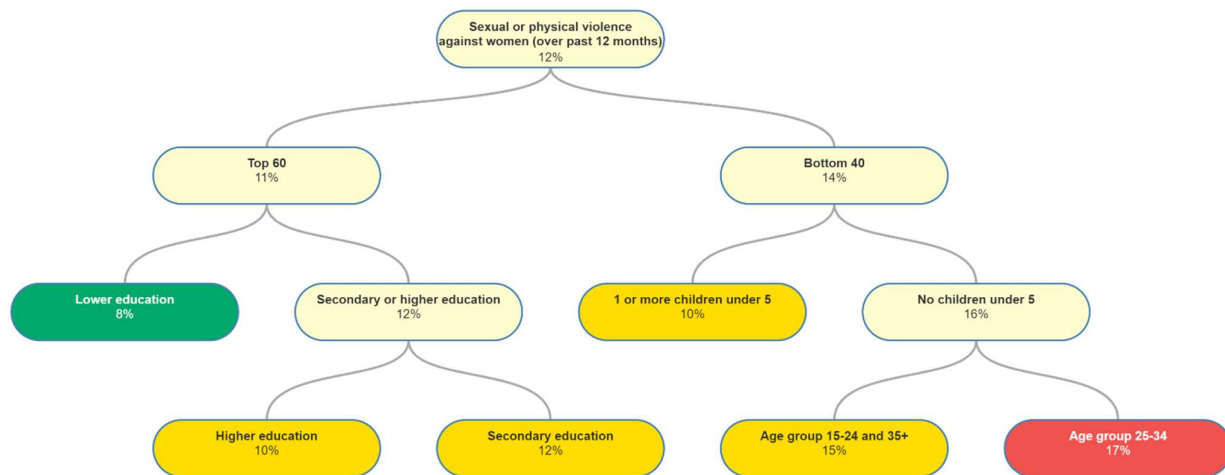 Sexual or physical violence
against women (over past 12 months)
12%
Top 60
11%
Bottom 40
14%
Lower education
8%
Secondary or higher education
12%
1 or more children under 5
10%
No children under 5
16%
Higher education
10%
Secondary education
12%
Age group 15-24 and 35+
15%
Age group 25-34
17%